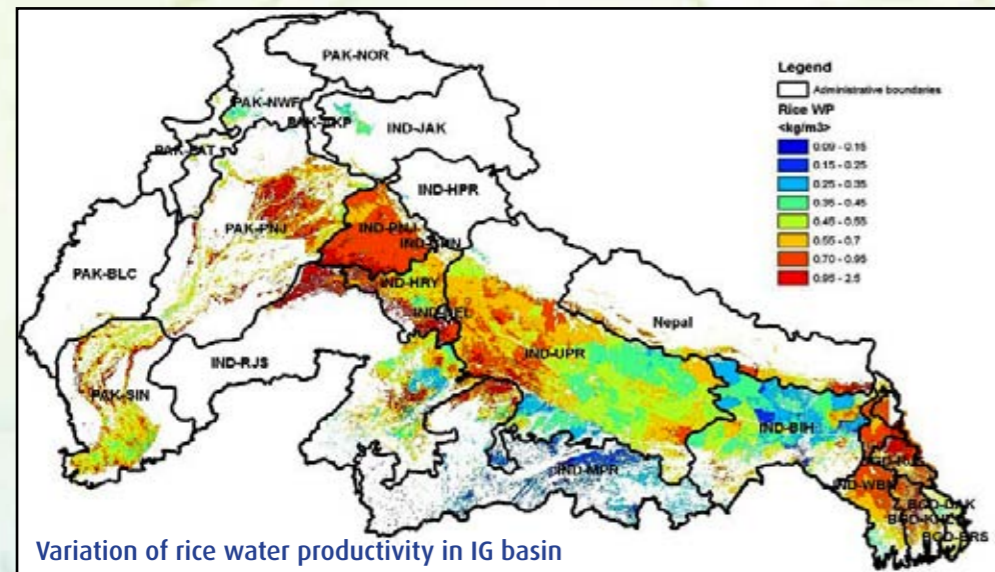 PAK-NOR
PAK-NWF
IND-JAK
IND-HPR
PAK-PNJ
IND-PNJ
PAK-BLC
IND-HRY
Nepal
IND-RJS
IND-UPR
PAK-SIN
IND-BIH
IND-MPR
IND-WBN
Legend
Administrative boundaries
Rice WP
<kg/m3>
0.09 - 0.15
0.15 - 0.25
0.25 - 0.35
0.35 - 0.45
0.45 - 0.55
0.55 - 0.7
0.70 - 0.95
0.95 - 2.5
Variation of rice water productivity in IG basin